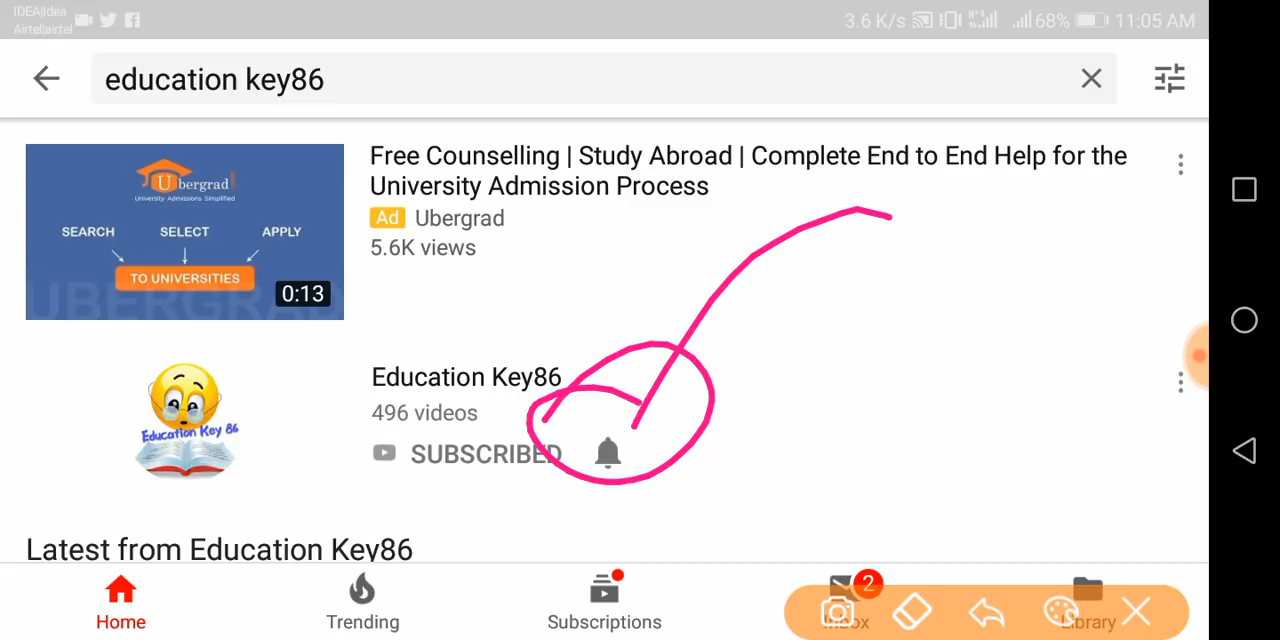 IDEA|Idea
Airtel|airtel
3.6 K/s
68%
11:05 AM
education key86
Ubergrad
University Admissions Simplified
SEARCH SELECT APPLY
TO UNIVERSITIES
UBERGRAD
0:13
Free Counselling | Study Abroad | Complete End to End Help for the
University Admission Process
Ad Ubergrad
5.6K views
Education Key 86
Education Key86
496 videos
SUBSCRIBED
Latest from Education Key86
2
Home Trending Subscriptions Inbox Library